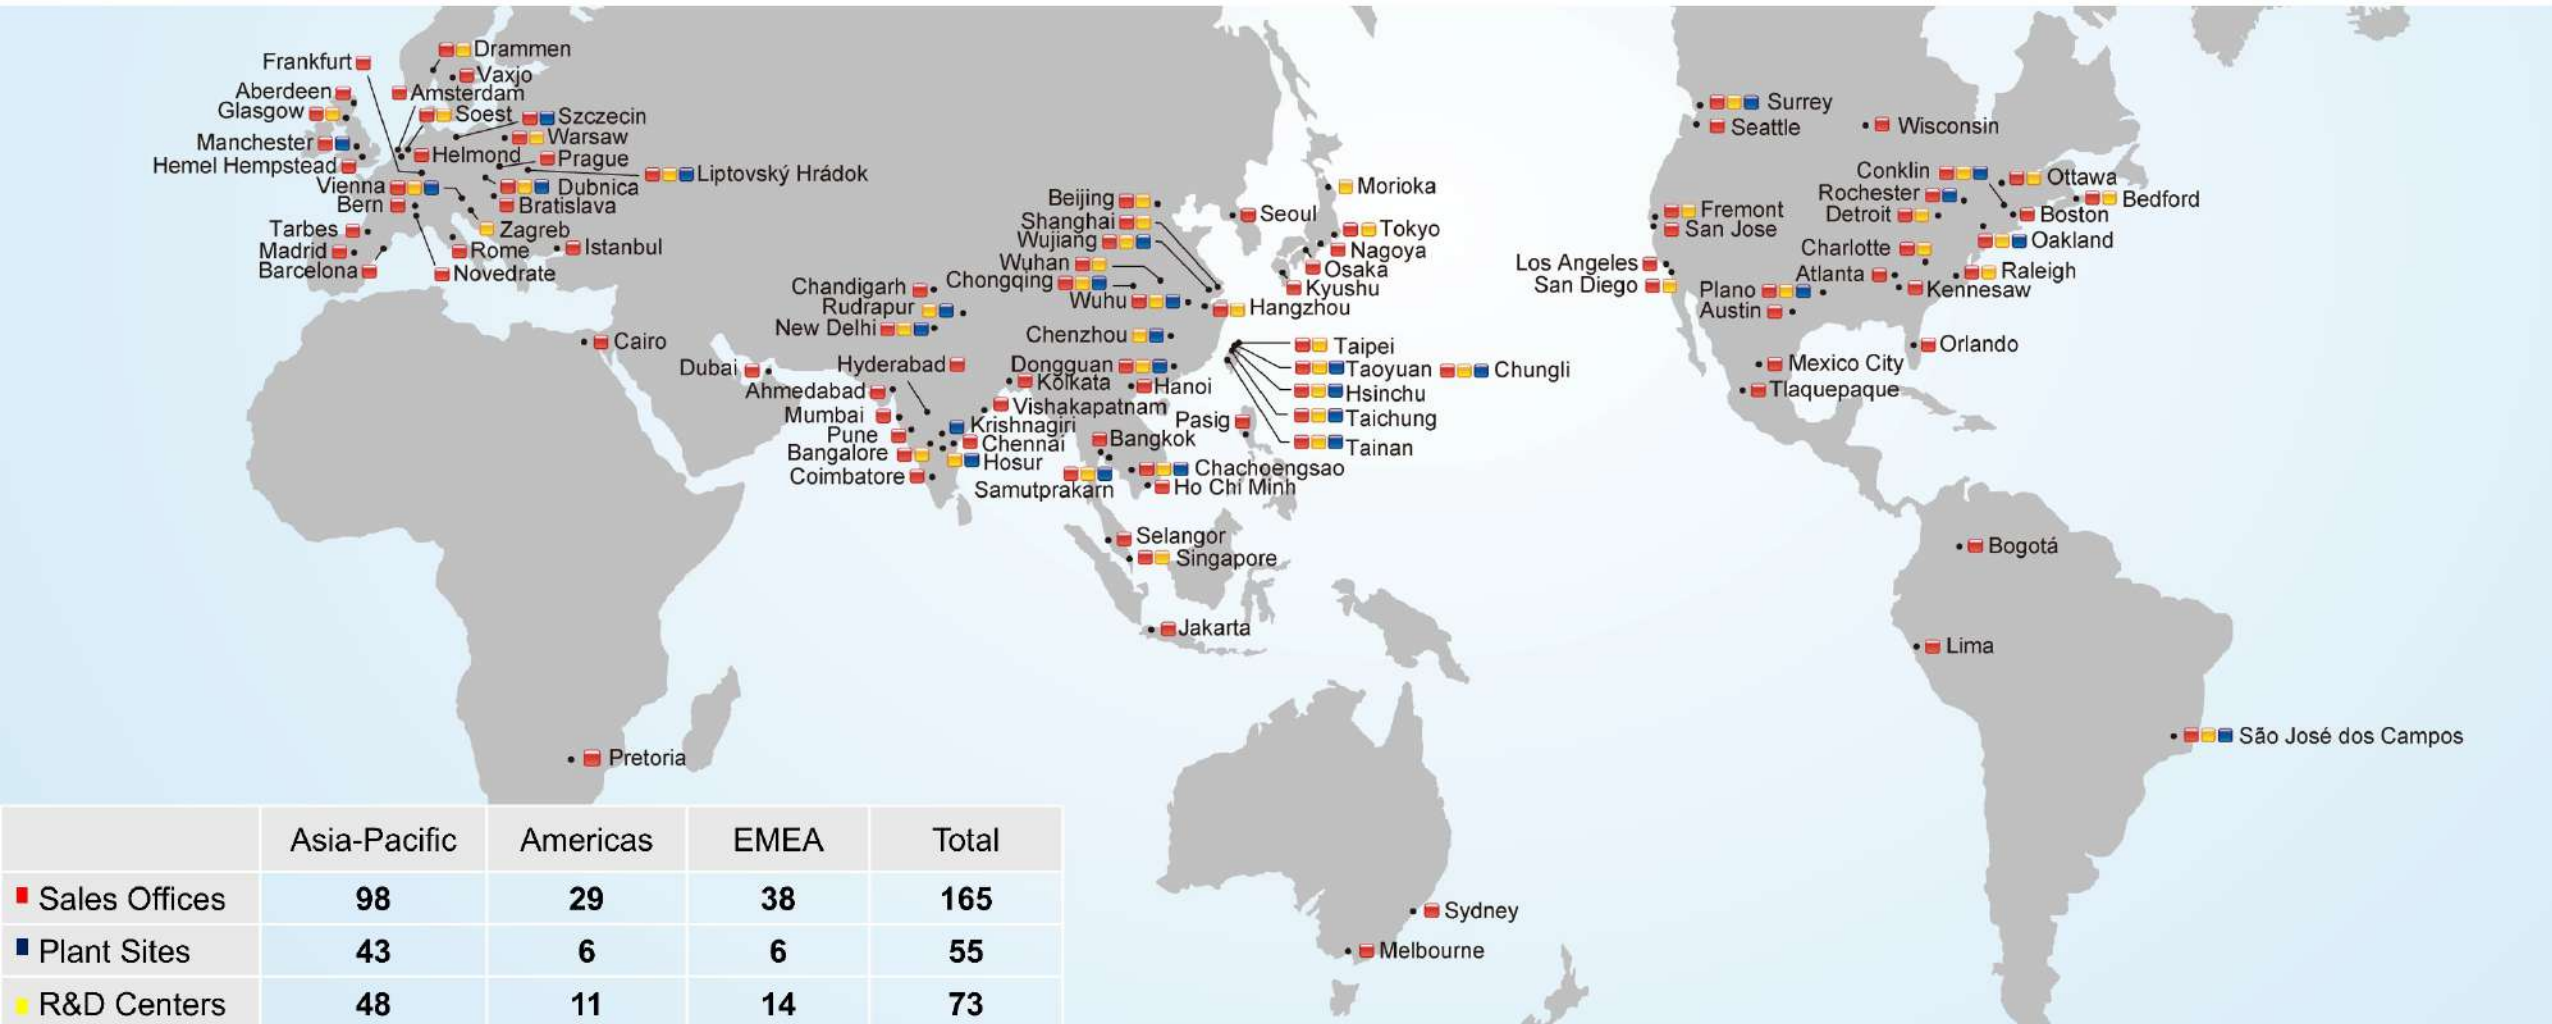 Frankfurt
Drammen
Vaxjo
Aberdeen
Amsterdam
Glasgow
Soest
Szczecin
Manchester
Warsaw
Hemel Hempstead
Helmond
Prague
Liptovský Hrádok
Vienna
Dubnica
Bern
Bratislava
Tarbes
Zagreb
Madrid
Rome
Istanbul
Barcelona
Novedrate
Cairo
Pretoria
Dubai
Chandigarh
Rudrapur
New Delhi
Hyderabad
Ahmedabad
Kolkata
Mumbai
Vishakapatnam
Pune
Krishnagiri
Chennai
Bangalore
Hosur
Coimbatore
Beijing
Shanghai
Wujiang
Wuhan
Chongqing
Wuhu
Hangzhou
Chenzhou
Dongguan
Hanoi
Seoul
Morioka
Tokyo
Nagoya
Osaka
Kyushu
Taipei
Taoyuan
Chungli
Hsinchu
Taichung
Tainan
Pasig
Bangkok
Chachoengsao
Samutprakarn
Ho Chi Minh
Selangor
Singapore
Jakarta
Sydney
Melbourne
Surrey
Seattle
Wisconsin
Conklin
Ottawa
Rochester
Bedford
Detroit
Boston
Fremont
San Jose
Oakland
Charlotte
Los Angeles
Atlanta
Raleigh
San Diego
Plano
Kennesaw
Austin
Orlando
Mexico City
Tlaquepaque
Bogotá
Lima
São José dos Campos
Asia-Pacific Americas EMEA Total
Sales Offices 98 29 38 165
Plant Sites 43 6 6 55
R&D Centers 48 11 14 73